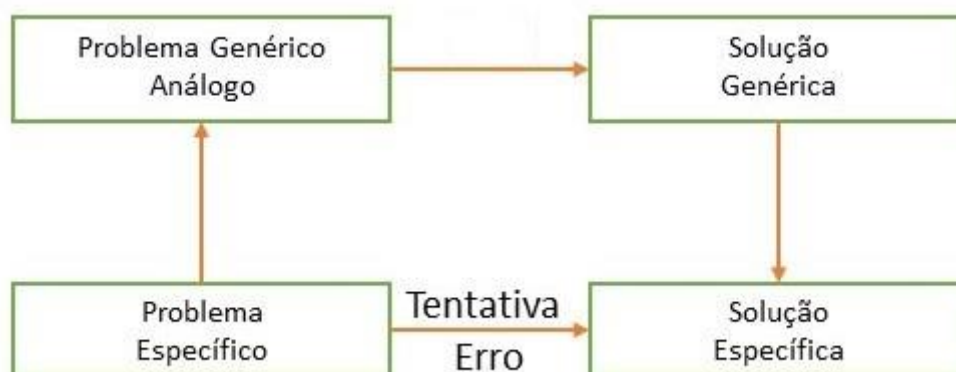 Problema Genérico
Análogo
Solução
Genérica
Problema
Específico
Tentativa
Erro
Solução
Específica